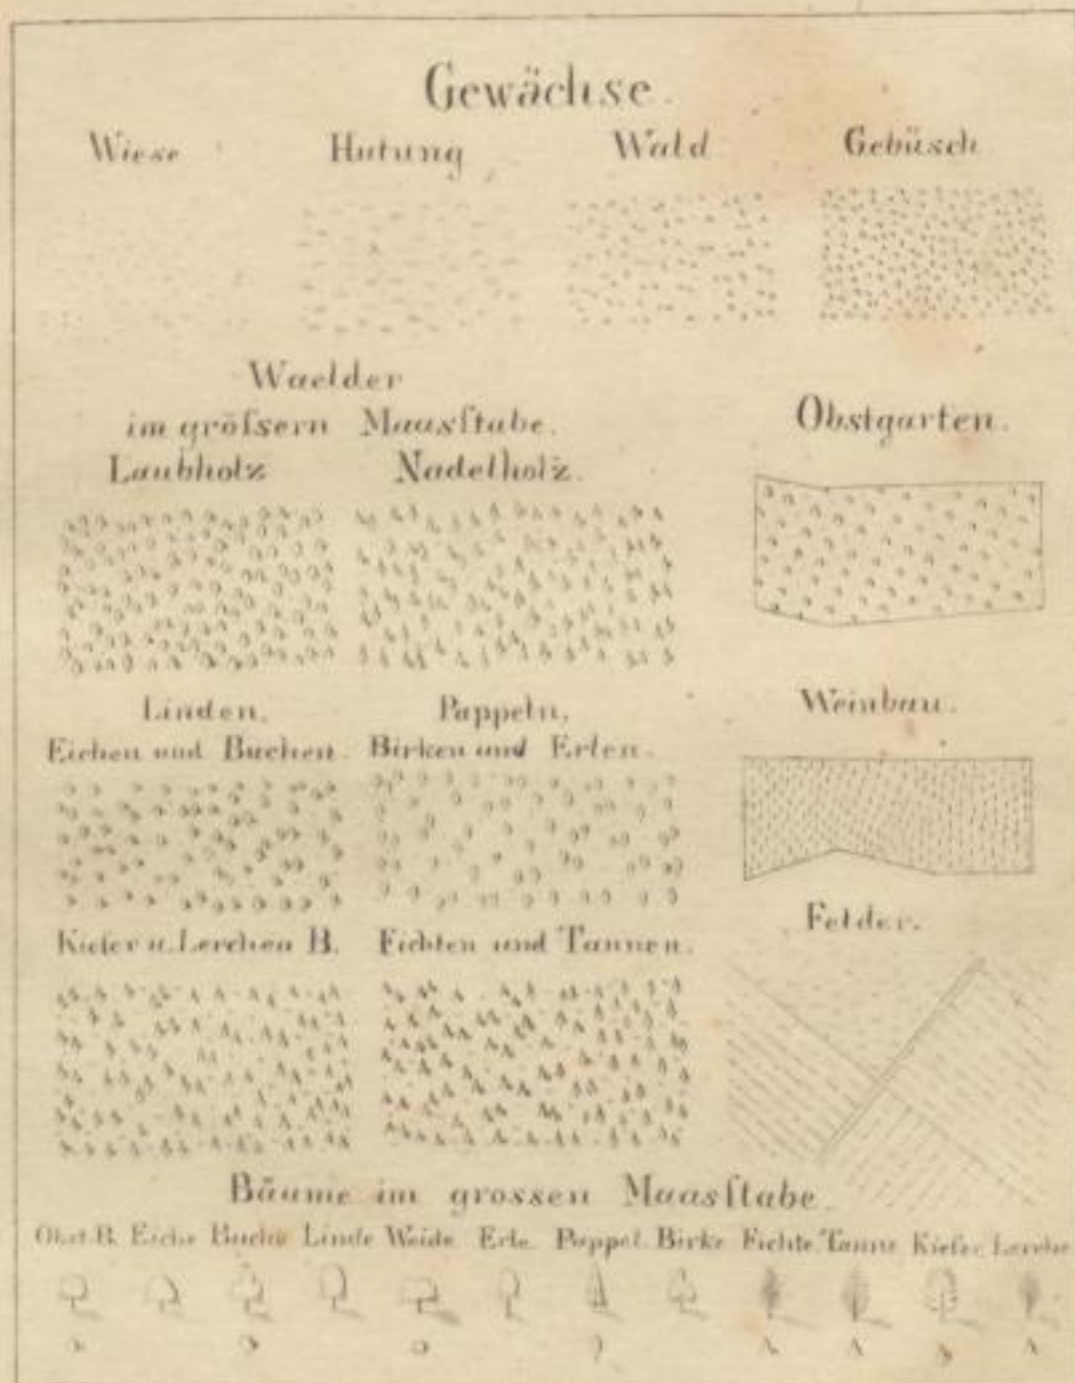 Gewächse.
Wiese Hutung Wald Gebüsch
Waelder
im gröſsern Maasſtabe.
Laubholz Nadelholz.
Obstgarten.
Linden, Pappeln,
Eichen und Buchen. Birken und Erlen.
Weinbau.
Kiefer u. Lerchen B. Fichten und Tannen.
Felder.
Bäume im grossen Maasſtabe.
Obst B. Eiche Buche Linde Weide Erle Pappel Birke Fichte Tanne Kiefer Lerche